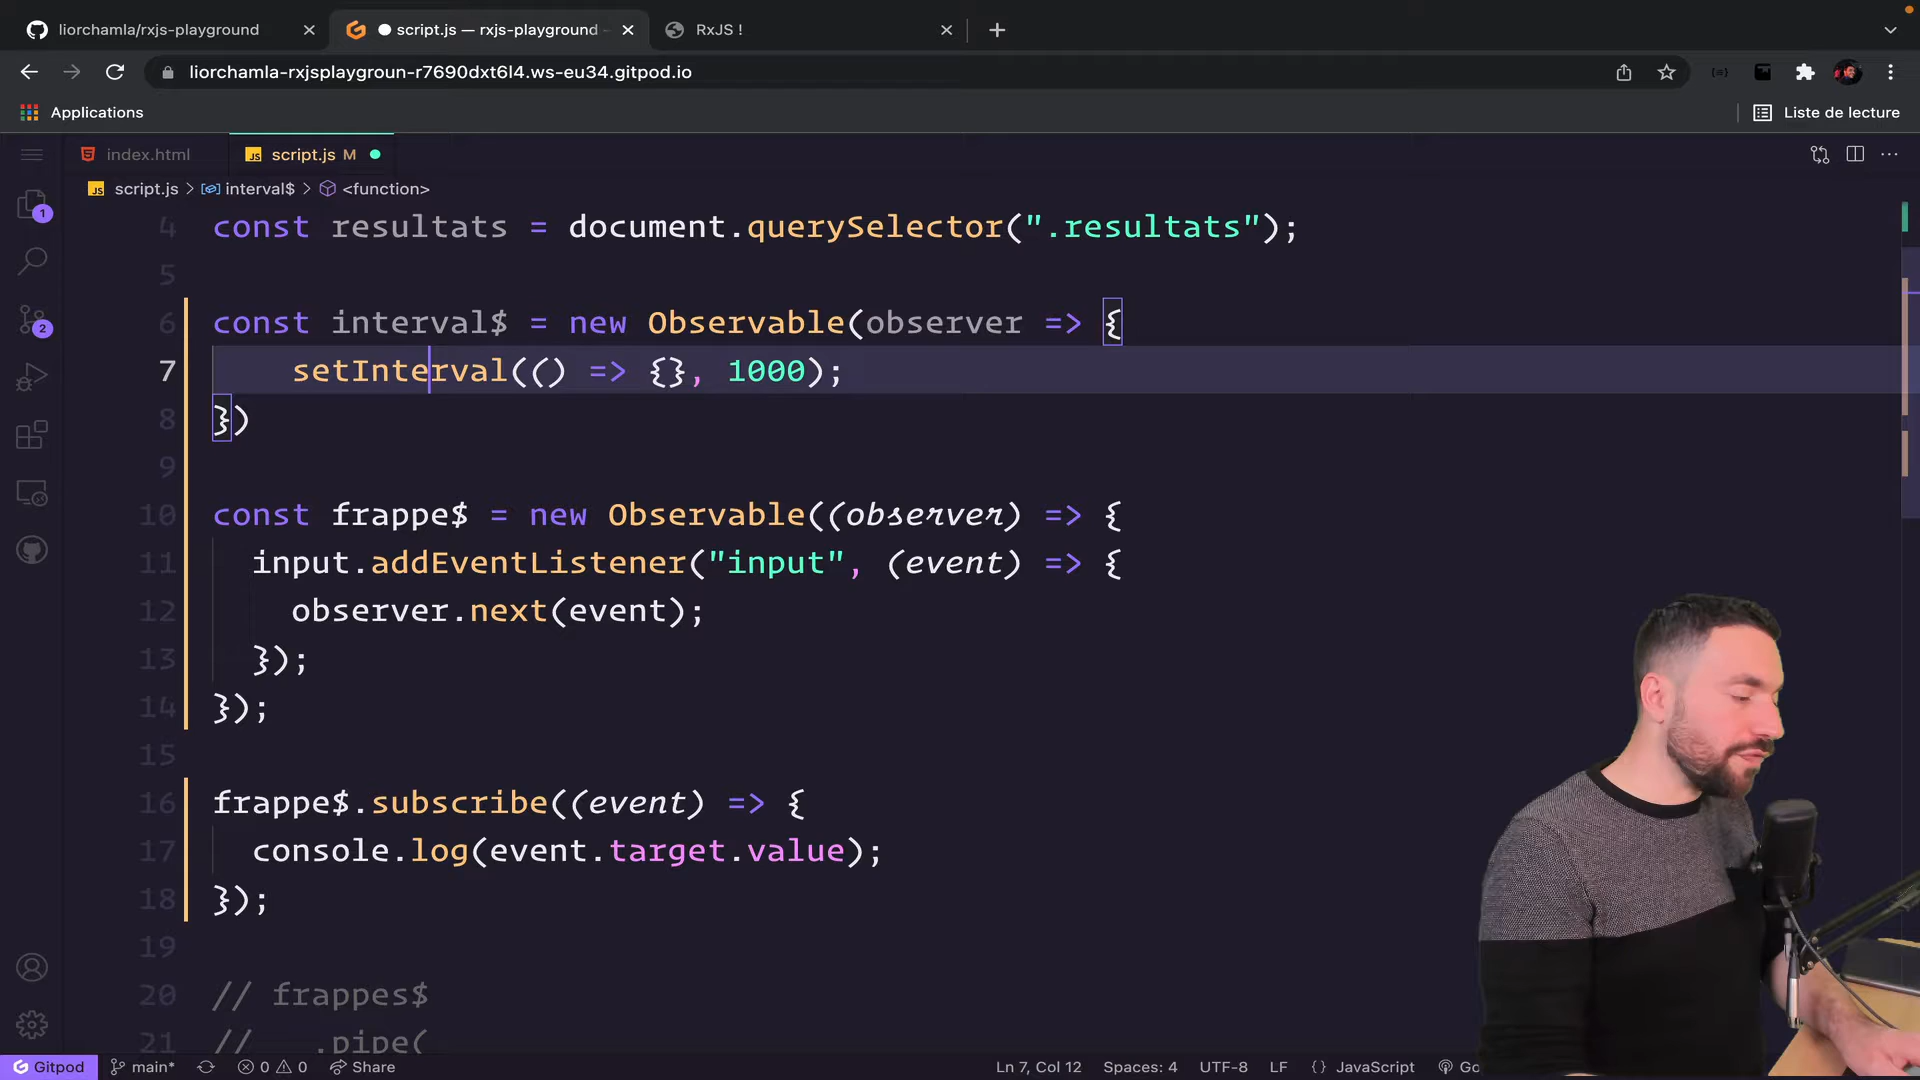 liorchamla/rxjs-playground
script.js — rxjs-playground
RxJS !
liorchamla-rxjsplaygroun-r7690dxt6l4.ws-eu34.gitpod.io
Applications
Liste de lecture
index.html
JS script.js M
JS script.js > interval$ > <function>
4 const resultats = document.querySelector(".resultats");
5
6 const interval$ = new Observable(observer => {
7 setInterval(() => {}, 1000);
8 })
9
10 const frappe$ = new Observable((observer) => {
11 input.addEventListener("input", (event) => {
12 observer.next(event);
13 });
14 });
15
16 frappe$.subscribe((event) => {
17 console.log(event.target.value);
18 });
19
20 // frappes$
21 // .pipe(
1
2
Gitpod main* 0 0 Share Ln 7, Col 12 Spaces: 4 UTF-8 LF {} JavaScript